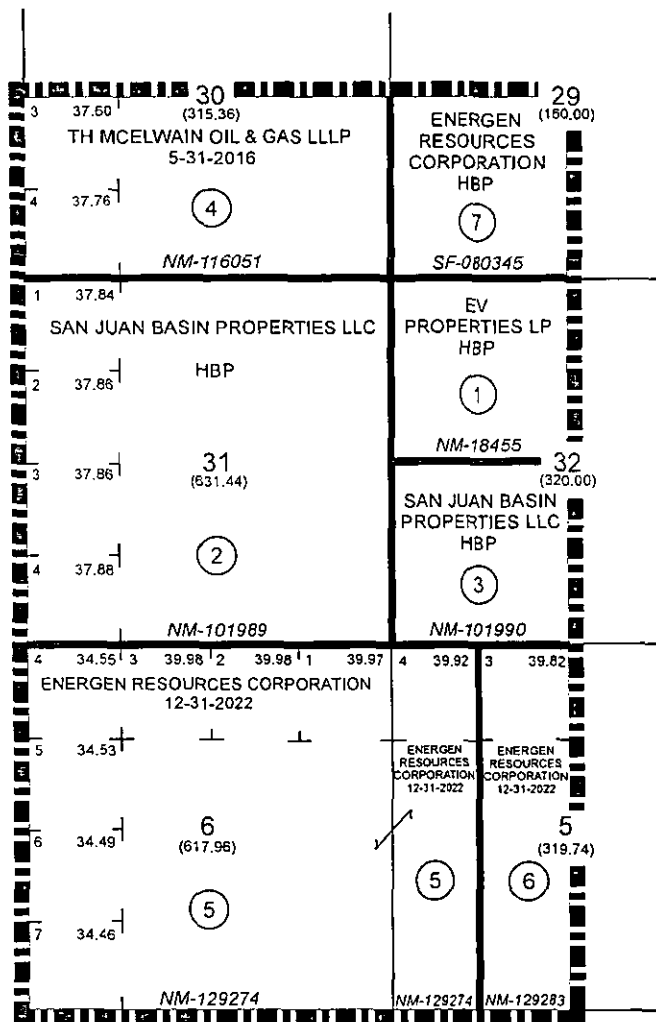 30
29
3 37.60
(315.36)
(160.00)
TH MCELWAIN OIL & GAS LLLP
5-31-2016
ENERGEN
RESOURCES
CORPORATION
HBP
4 37.76
4
7
NM-116051
SF-080345
1 37.84
SAN JUAN BASIN PROPERTIES LLC
HBP
EV
PROPERTIES LP
HBP
2 37.86
1
NM-18455
3 37.86
31
(631.44)
32
(320.00)
SAN JUAN BASIN
PROPERTIES LLC
HBP
4 37.88
2
3
NM-101989
NM-101990
4 34.55 3 39.98 2 39.98 1 39.97 4 39.92 3 39.82
ENERGEN RESOURCES CORPORATION
12-31-2022
5 34.53
ENERGEN
RESOURCES
CORPORATION
12-31-2022
ENERGEN
RESOURCES
CORPORATION
12-31-2022
6 34.49
6
(617.96)
5
(319.74)
5
5
6
7 34.46
NM-129274
NM-129274
NM-129283